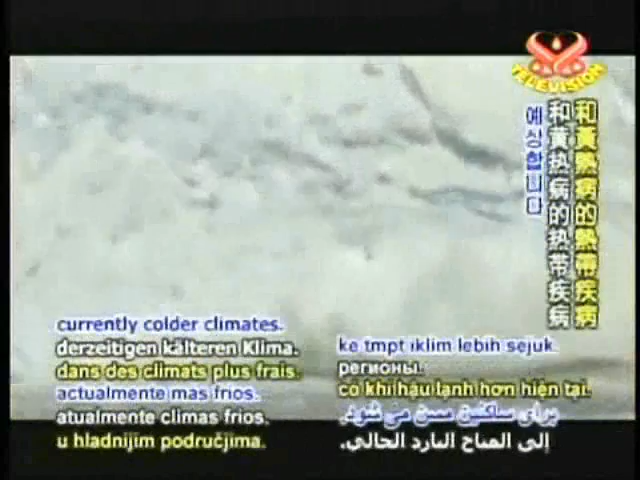 TELEVISION
和黃熱病的熱帶疾病
和黄热病的热带疾病
예상합니다
currently colder climates.
derzeitigen kälteren Klima.
dans des climats plus frais.
actualmente mas frios.
atualmente climas frios.
u hladnijim područjima.
ke tmpt iklim lebih sejuk.
регионы.
có khí hậu lạnh hơn hiện tại.
برای ساکنین مسن می شود.
إلى المناخ البارد الحالي.